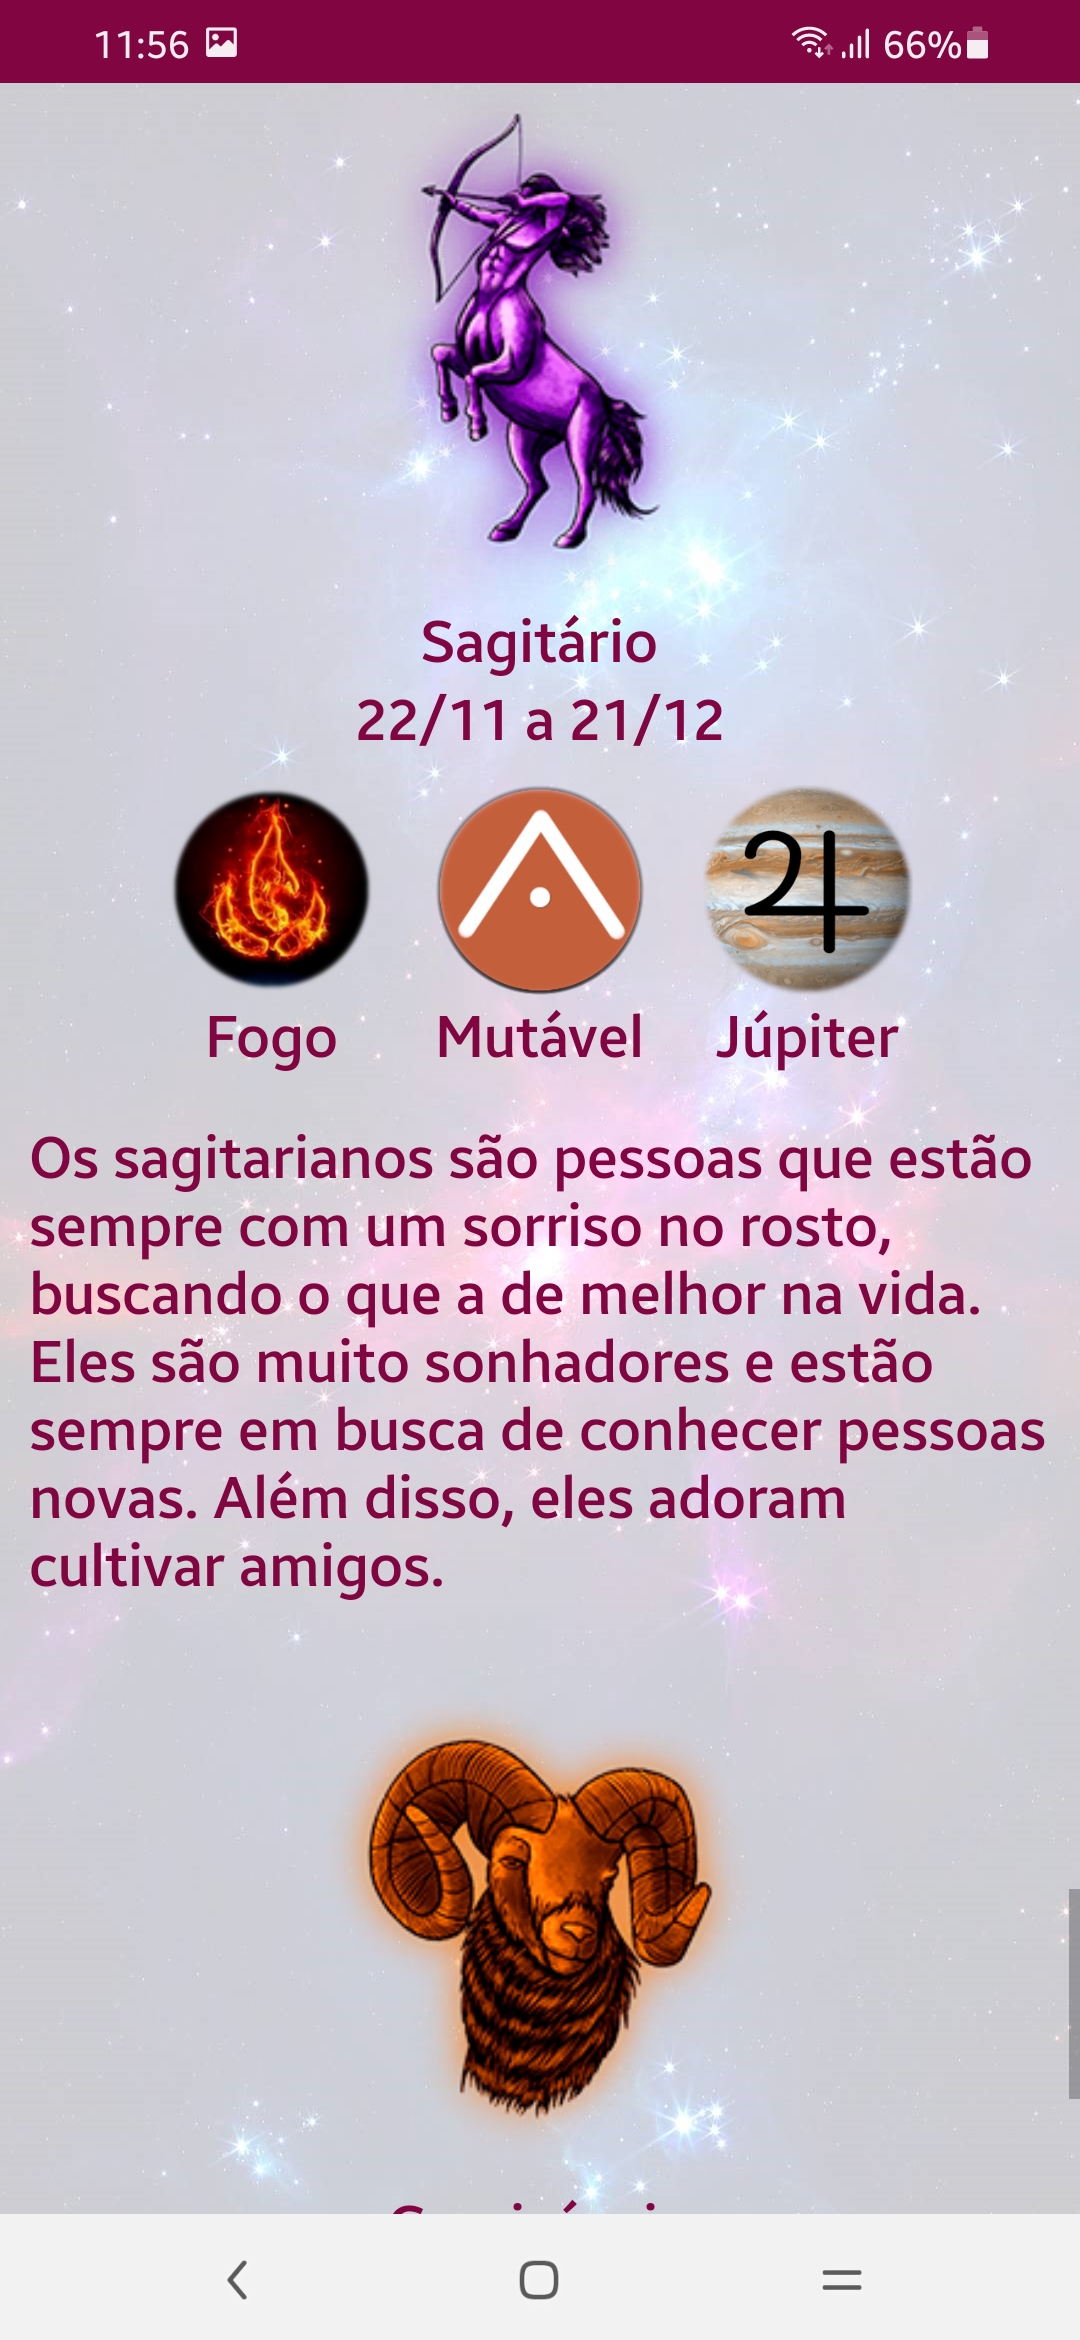 11:56 66%
Sagitário
22/11 a 21/12
Fogo Mutável Júpiter
Os sagitarianos são pessoas que estão
sempre com um sorriso no rosto,
buscando o que a de melhor na vida.
Eles são muito sonhadores e estão
sempre em busca de conhecer pessoas
novas. Além disso, eles adoram
cultivar amigos.